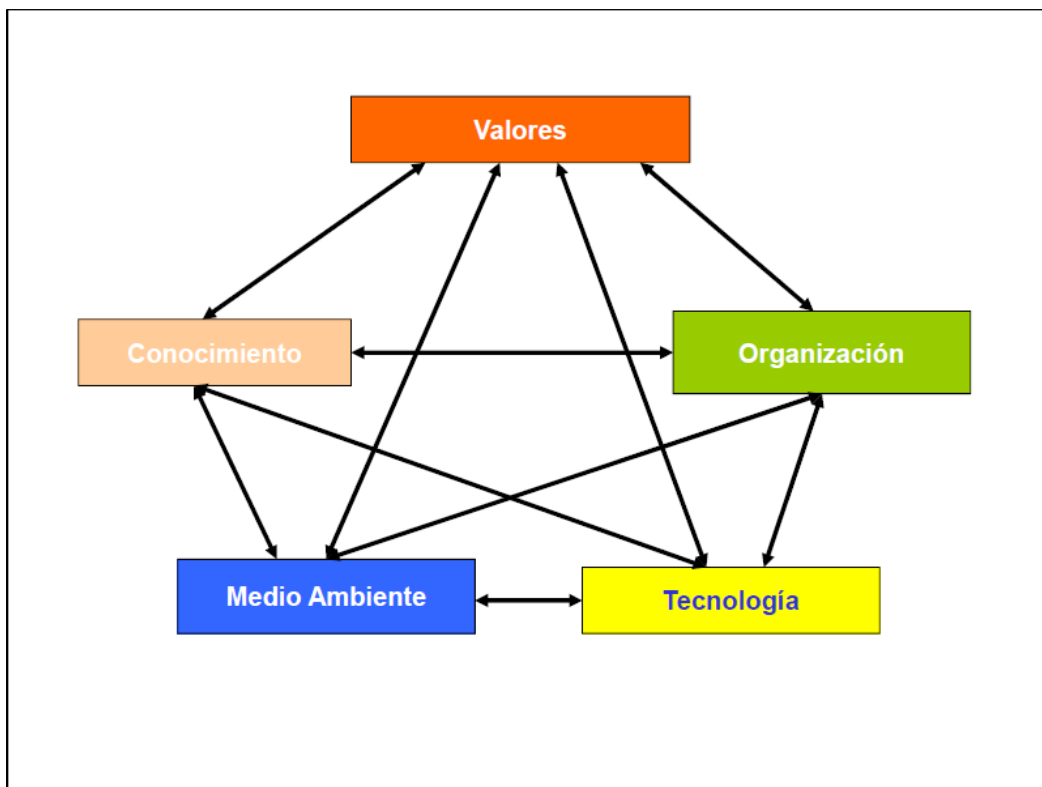 Valores
Conocimiento
Organización
Medio Ambiente
Tecnología